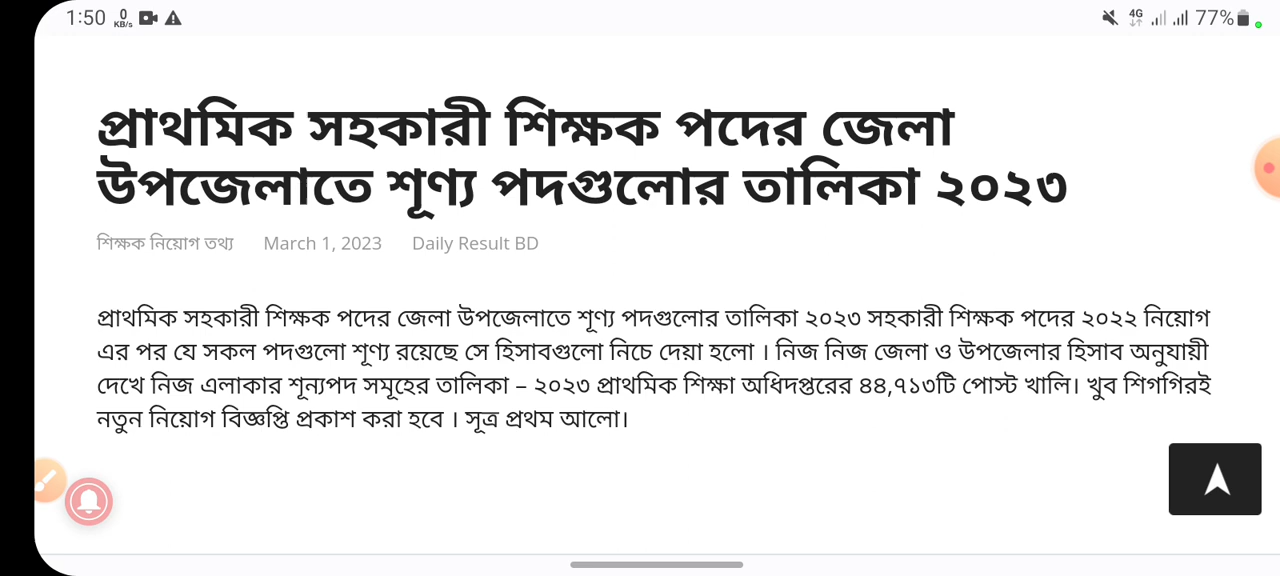 1:50 0 KB/s 4G 77%
প্রাথমিক সহকারী শিক্ষক পদের জেলা
উপজেলাতে শূণ্য পদগুলোর তালিকা ২০২৩
শিক্ষক নিয়োগ তথ্য March 1, 2023 Daily Result BD
প্রাথমিক সহকারী শিক্ষক পদের জেলা উপজেলাতে শূণ্য পদগুলোর তালিকা ২০২৩ সহকারী শিক্ষক পদের ২০২২ নিয়োগ
এর পর যে সকল পদগুলো শূণ্য রয়েছে সে হিসাবগুলো নিচে দেয়া হলো । নিজ নিজ জেলা ও উপজেলার হিসাব অনুযায়ী
দেখে নিজ এলাকার শূন্যপদ সমূহের তালিকা – ২০২৩ প্রাথমিক শিক্ষা অধিদপ্তরের ৪৪,৭১৩টি পোস্ট খালি। খুব শিগগিরই
নতুন নিয়োগ বিজ্ঞপ্তি প্রকাশ করা হবে । সূত্র প্রথম আলো।